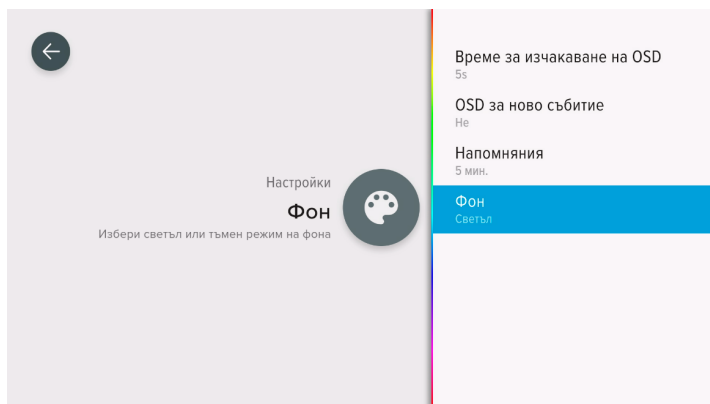 Настройки
Фон
Избери светъл или тъмен режим на фона
Време за изчакване на OSD
5s
OSD за ново събитие
Не
Напомняния
5 мин.
Фон
Светъл